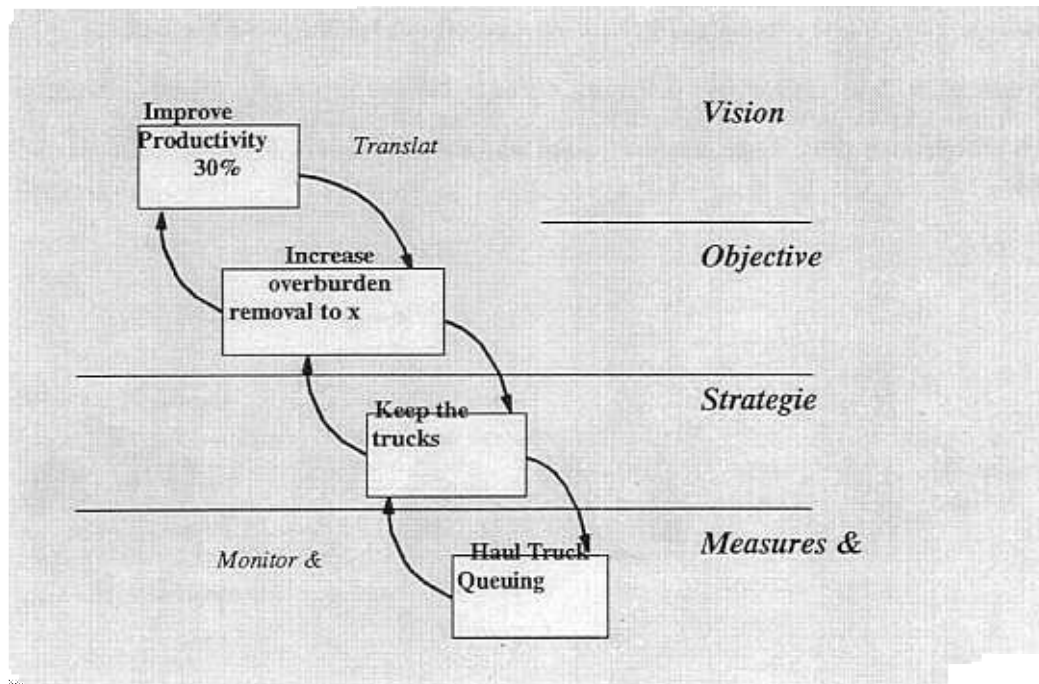 Improve
Productivity
30%
Translat
Vision
Increase
overburden
removal to x
Objective
Keep the
trucks
Strategie
Haul Truck
Queuing
Monitor &
Measures &